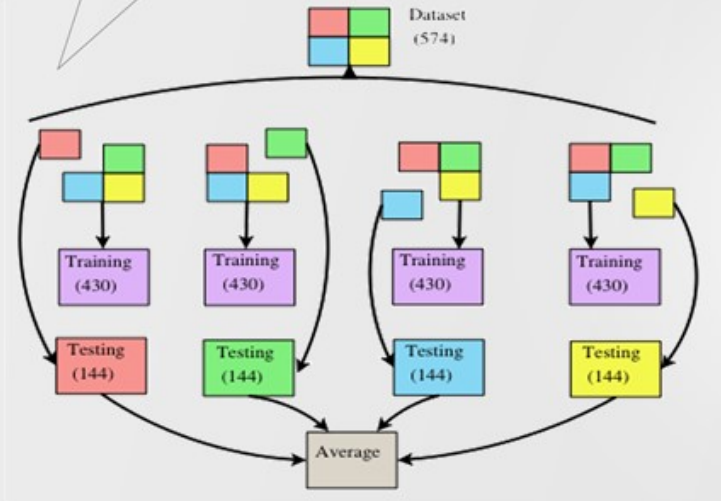 Dataset
(574)
Training
(430)
Training
(430)
Training
(430)
Training
(430)
Testing
(144)
Testing
(144)
Testing
(144)
Testing
(144)
Average